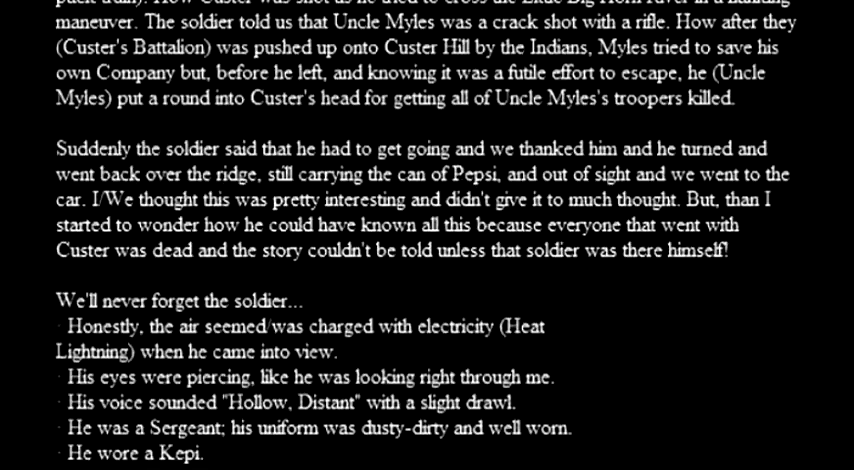 maneuver. The soldier told us that Uncle Myles was a crack shot with a rifle. How after they
(Custer's Battalion) was pushed up onto Custer Hill by the Indians, Myles tried to save his
own Company but, before he left, and knowing it was a futile effort to escape, he (Uncle
Myles) put a round into Custer's head for getting all of Uncle Myles's troopers killed.
Suddenly the soldier said that he had to get going and we thanked him and he turned and
went back over the ridge, still carrying the can of Pepsi, and out of sight and we went to the
car. I/We thought this was pretty interesting and didn't give it to much thought. But, than I
started to wonder how he could have known all this because everyone that went with
Custer was dead and the story couldn't be told unless that soldier was there himself!
We'll never forget the soldier...
· Honestly, the air seemed/was charged with electricity (Heat
Lightning) when he came into view.
· His eyes were piercing, like he was looking right through me.
· His voice sounded "Hollow, Distant" with a slight drawl.
· He was a Sergeant; his uniform was dusty-dirty and well worn.
· He wore a Kepi.